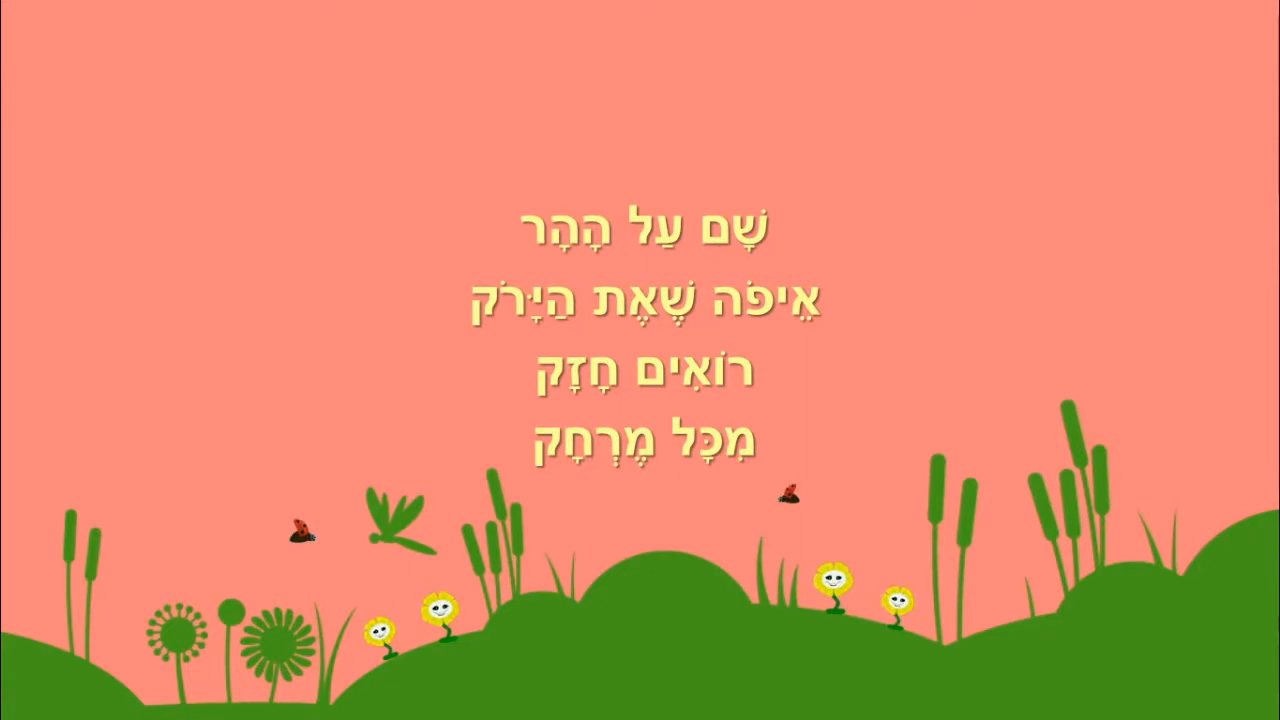 שָׁם עַל הָהָר
אֵיפֹה שֶׁאֶת הַיָּרֹק
רוֹאִים חָזָק
מִכָּל מֶרְחָק